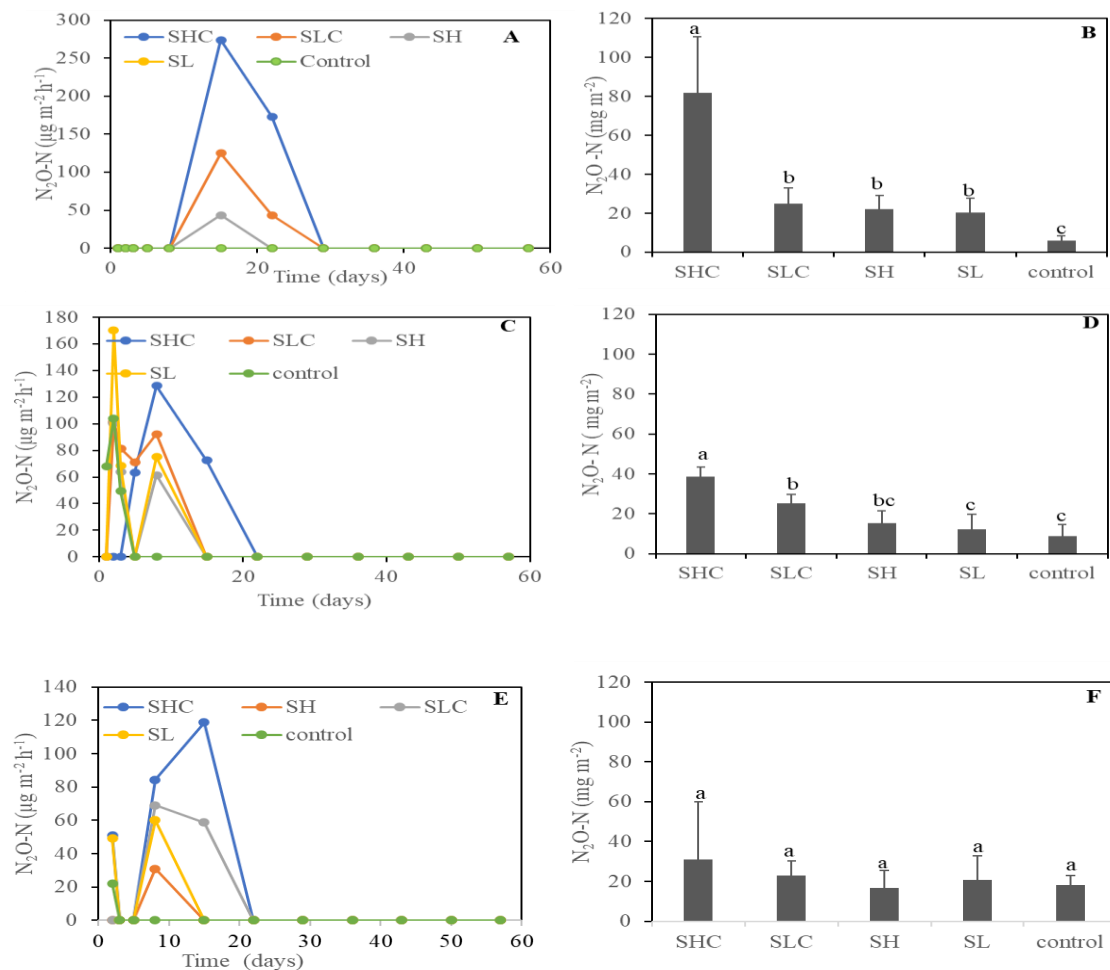 N₂O-N (µg m⁻² h⁻¹)
300
250
200
150
100
50
0
SHC SLC SH
SL Control
A
0 20 40 60
Time (days)
N₂O -N (mg m⁻²)
120
100
80
60
40
20
0
B
a
b
b
b
c
SHC SLC SH SL control
N₂O-N (µg m⁻² h⁻¹)
180
160
140
120
100
80
60
40
20
0
SHC SLC SH
SL control
C
0 20 40 60
Time (days)
N₂O- N ( mg m⁻²)
120
100
80
60
40
20
0
D
a
b
bc
c
c
SHC SLC SH SL control
N₂O-N (µg m⁻² h⁻¹)
140
120
100
80
60
40
20
0
SHC SH SLC
SL control
E
0 10 20 30 40 50 60
Time (days)
N₂O-N (mg m⁻²)
120
100
80
60
40
20
0
F
a
a
a
a
a
SHC SLC SH SL control